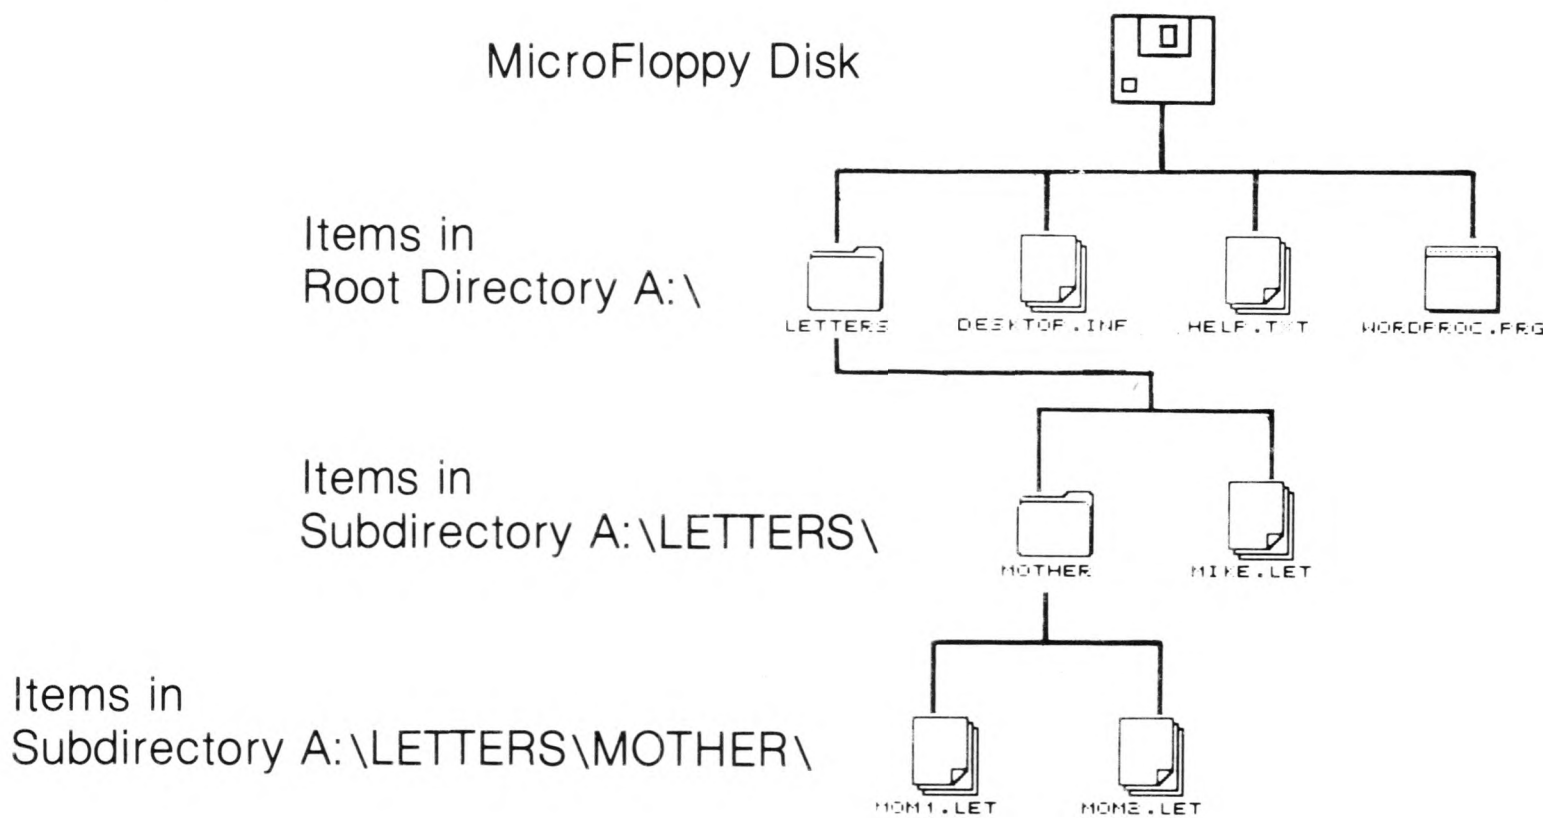 MicroFloppy Disk
Items in
Root Directory A:\
LETTERS
DESKTOP.INF
HELP.TXT
WORDPROC.PRG
Items in
Subdirectory A:\LETTERS\
MOTHER
MIKE.LET
Items in
Subdirectory A:\LETTERS\MOTHER\
MOM1.LET
MOM2.LET